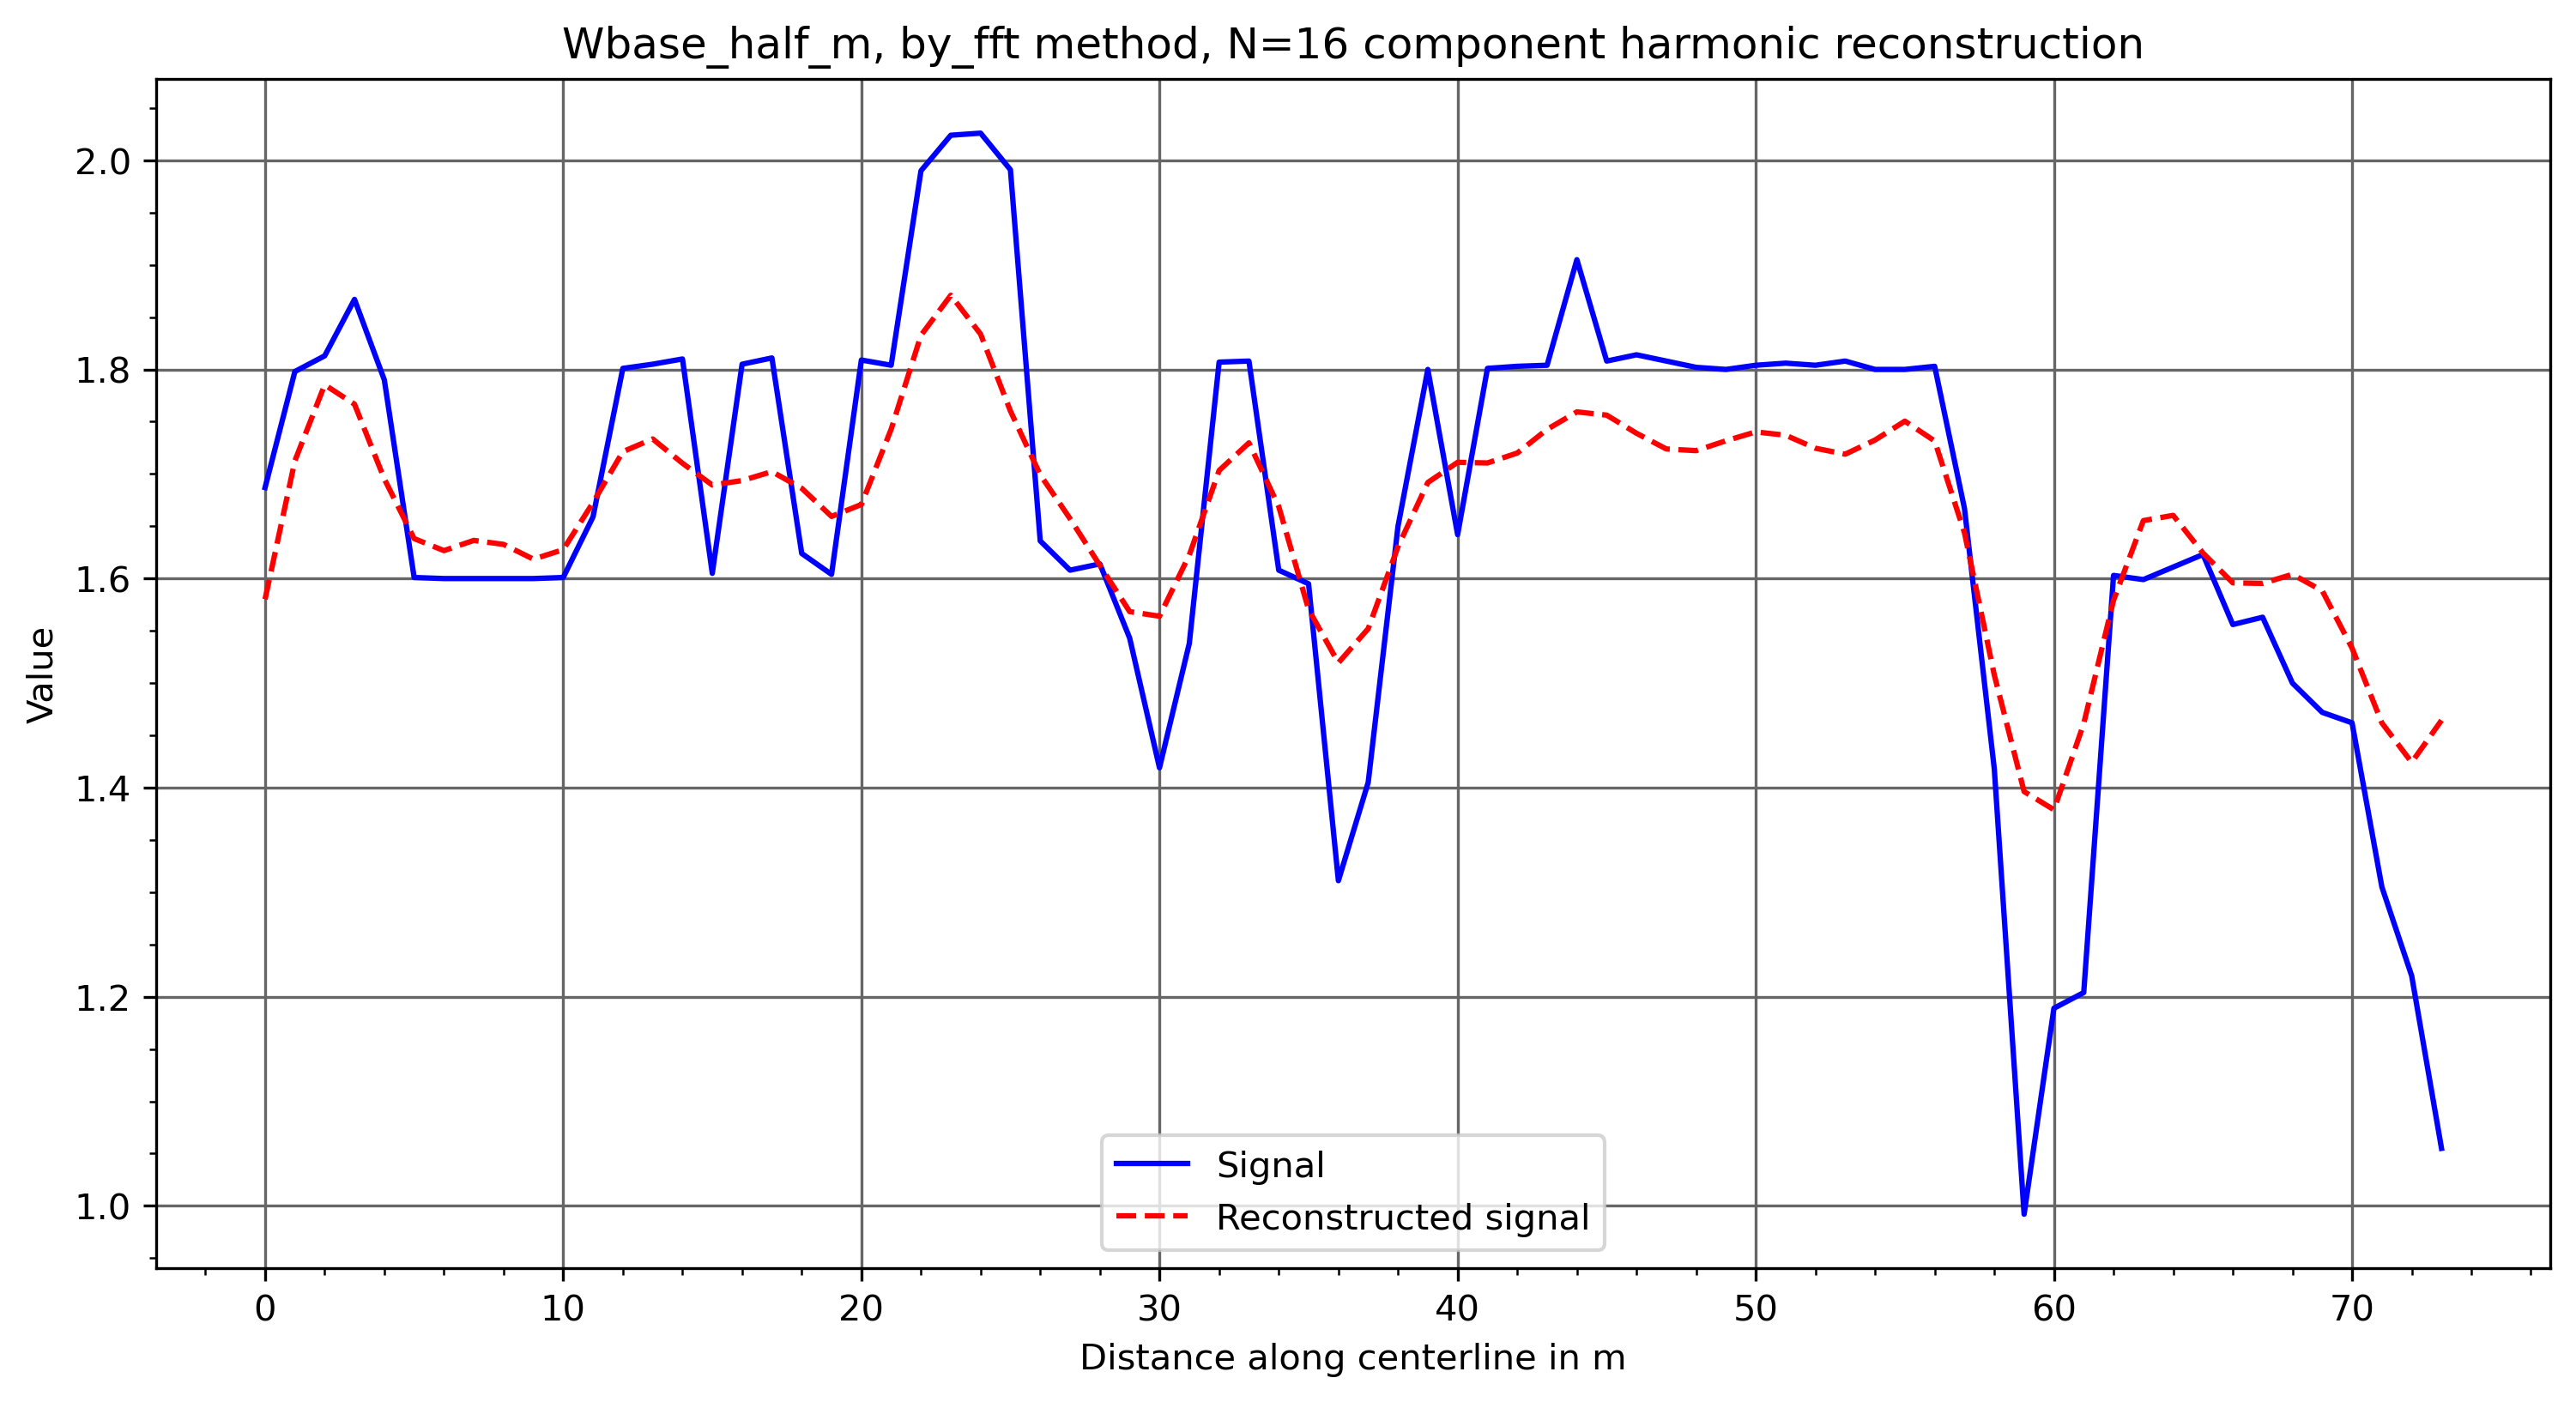 Wbase_half_m, by_fft method, N=16 component harmonic reconstruction
Value
2.0
1.8
1.6
1.4
1.2
1.0
Signal
Reconstructed signal
0 10 20 30 40 50 60 70
Distance along centerline in m